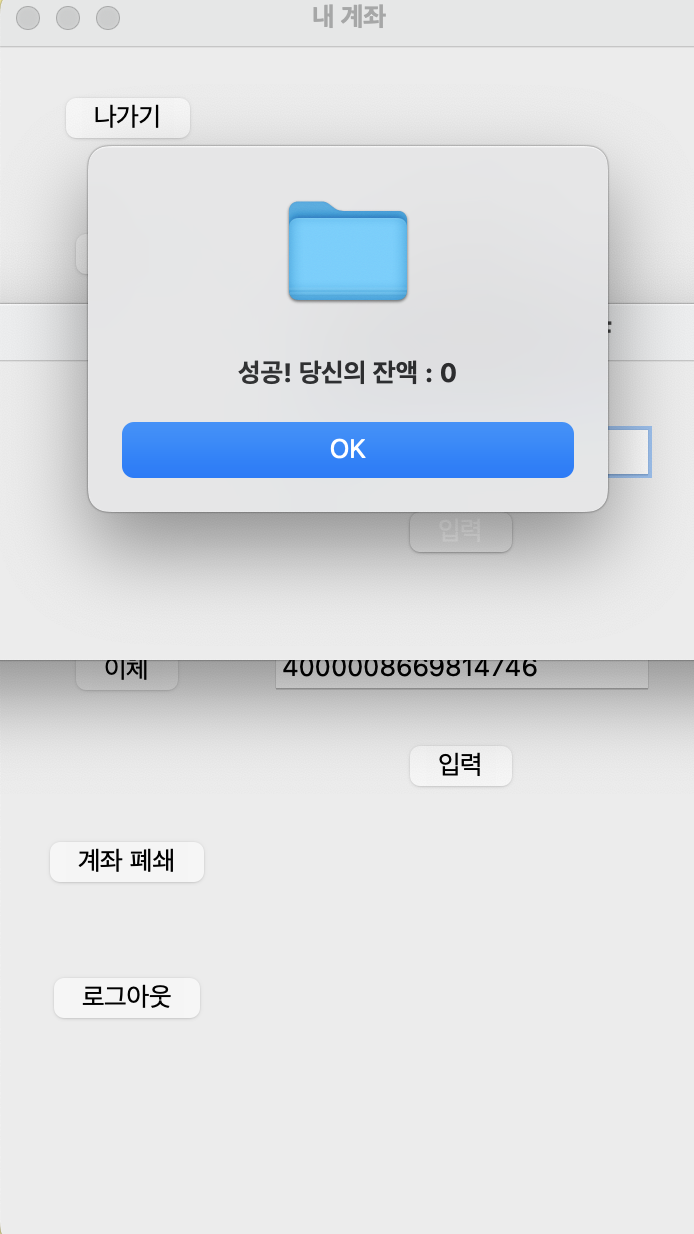 내 계좌
나가기
성공! 당신의 잔액 : 0
OK
입력
이체
4000008669814746
입력
계좌 폐쇄
로그아웃